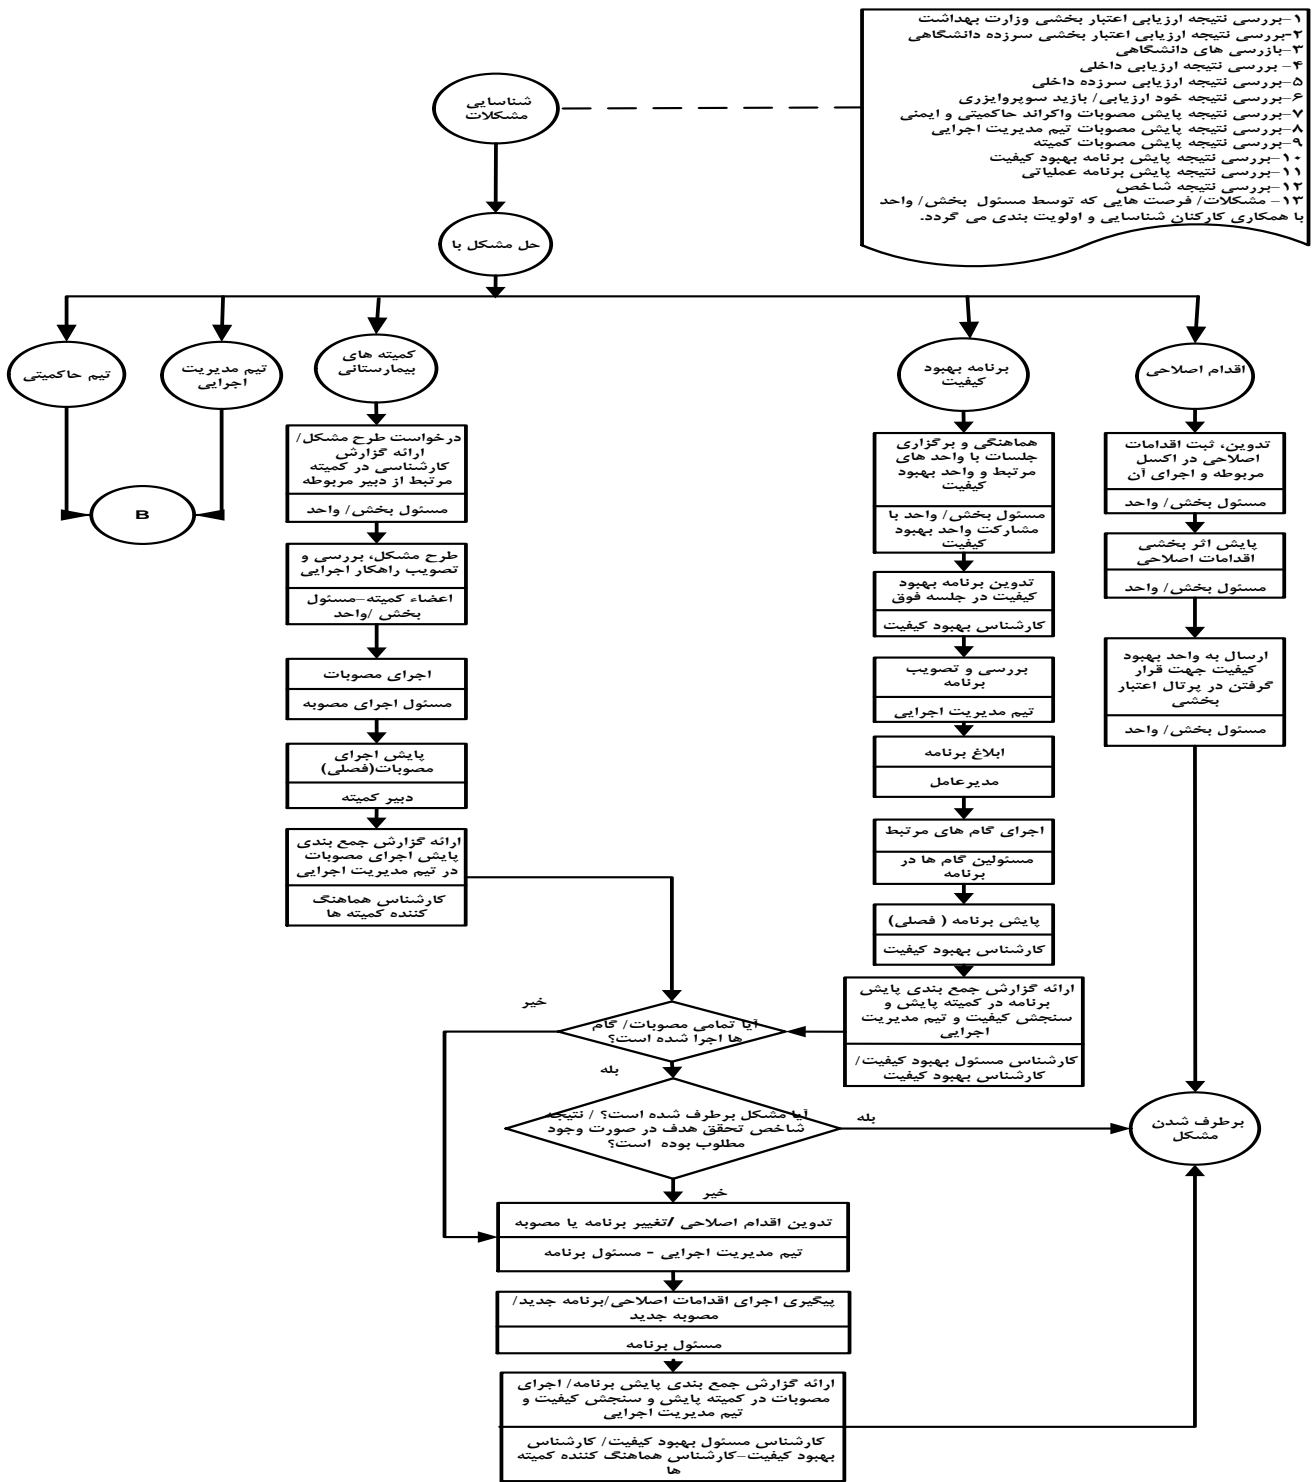 ۱-بررسی نتیجه ارزیابی اعتبار بخشی وزارت بهداشت
۲-بررسی نتیجه ارزیابی اعتبار بخشی سرزده دانشگاهی
۳-بازرسی های دانشگاهی
۴- بررسی نتیجه ارزیابی داخلی
۵-بررسی نتیجه ارزیابی سرزده داخلی
۶-بررسی نتیجه خود ارزیابی/ بازید سوپروایزری
۷-بررسی نتیجه پایش مصوبات واکراند حاکمیتی و ایمنی
۸-بررسی نتیجه پایش مصوبات تیم مدیریت اجرایی
۹-بررسی نتیجه پایش مصوبات کمیته
۱۰-بررسی نتیجه پایش برنامه بهبود کیفیت
۱۱-بررسی نتیجه پایش برنامه عملیاتی
۱۲-بررسی نتیجه شاخص
۱۳- مشکلات/ فرصت هایی که توسط مسئول بخش/ واحد
با همکاری کارکنان شناسایی و اولویت بندی می گردد.
شناسایی
مشکلات
حل مشکل با
اقدام اصلاحی
تدوین، ثبت اقدامات
اصلاحی در اکسل
مربوطه و اجرای آن
مسئول بخش/ واحد
پایش اثر بخشی
اقدامات اصلاحی
مسئول بخش/ واحد
ارسال به واحد بهبود
کیفیت جهت قرار
گرفتن در پرتال اعتبار
بخشی
مسئول بخش/ واحد
برنامه بهبود
کیفیت
هماهنگی و برگزاری
جلسات با واحد های
مرتبط و واحد بهبود
کیفیت
مسئول بخش/ واحد با
مشارکت واحد بهبود
کیفیت
تدوین برنامه بهبود
کیفیت در جلسه فوق
کارشناس بهبود کیفیت
بررسی و تصویب
برنامه
تیم مدیریت اجرایی
ابلاغ برنامه
مدیرعامل
اجرای گام های مرتبط
مسئولین گام ها در
برنامه
پایش برنامه ( فصلی)
کارشناس بهبود کیفیت
ارائه گزارش جمع بندی پایش
برنامه در کمیته پایش و
سنجش کیفیت و تیم مدیریت
اجرایی
کارشناس مسئول بهبود کیفیت/
کارشناس بهبود کیفیت
کمیته های
بیمارستانی
درخواست طرح مشکل/
ارائه گزارش
کارشناسی در کمیته
مرتبط از دبیر مربوطه
مسئول بخش/ واحد
طرح مشکل، بررسی و
تصویب راهکار اجرایی
اعضاء کمیته-مسئول
بخش /واحد
اجرای مصوبات
مسئول اجرای مصوبه
پایش اجرای
مصوبات(فصلی)
دبیر کمیته
ارائه گزارش جمع بندی
پایش اجرای مصوبات
در تیم مدیریت اجرایی
کارشناس هماهنگ
کننده کمیته ها
تیم مدیریت
اجرایی
تیم حاکمیتی
B
آیا تمامی مصوبات/ گام
ها اجرا شده است؟
خیر
بله
آیا مشکل برطرف شده است؟ / نتیجه
شاخص تحقق هدف در صورت وجود
مطلوب بوده است؟
بله
خیر
برطرف شدن
مشکل
تدوین اقدام اصلاحی /تغییر برنامه یا مصوبه
تیم مدیریت اجرایی - مسئول برنامه
پیگیری اجرای اقدامات اصلاحی/برنامه جدید/
مصوبه جدید
مسئول برنامه
ارائه گزارش جمع بندی پایش برنامه/ اجرای
مصوبات در کمیته پایش و سنجش کیفیت و
تیم مدیریت اجرایی
کارشناس مسئول بهبود کیفیت/ کارشناس
بهبود کیفیت-کارشناس هماهنگ کننده کمیته
ها